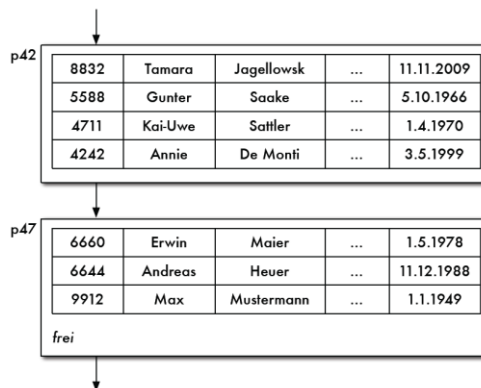 p42
8832 Tamara Jagellowsk ... 11.11.2009
5588 Gunter Saake ... 5.10.1966
4711 Kai-Uwe Sattler ... 1.4.1970
4242 Annie De Monti ... 3.5.1999
p47
6660 Erwin Maier ... 1.5.1978
6644 Andreas Heuer ... 11.12.1988
9912 Max Mustermann ... 1.1.1949
frei